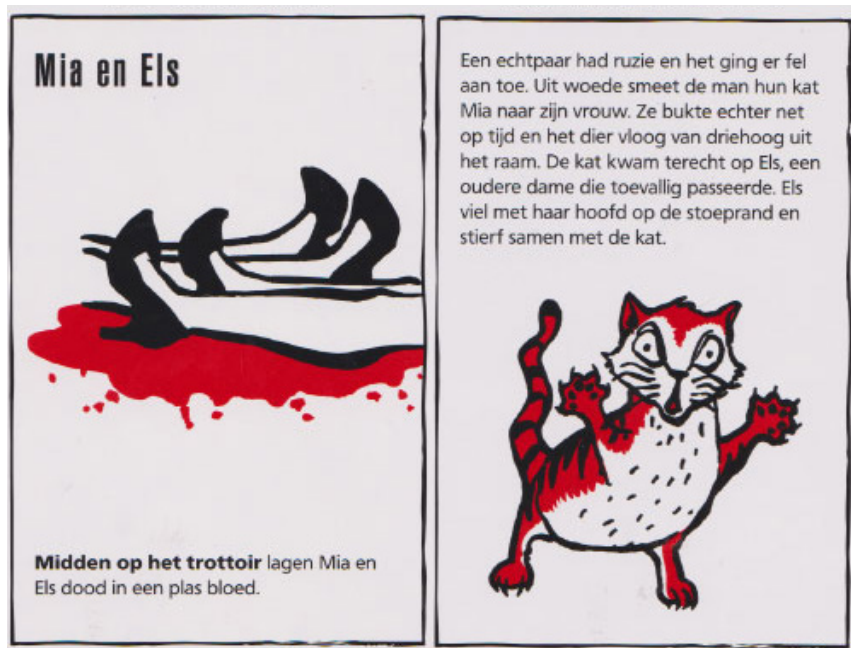 Mia en Els
Midden op het trottoir lagen Mia en
Els dood in een plas bloed.
Een echtpaar had ruzie en het ging er fel
aan toe. Uit woede smeet de man hun kat
Mia naar zijn vrouw. Ze bukte echter net
op tijd en het dier vloog van driehoog uit
het raam. De kat kwam terecht op Els, een
oudere dame die toevallig passeerde. Els
viel met haar hoofd op de stoeprand en
stierf samen met de kat.